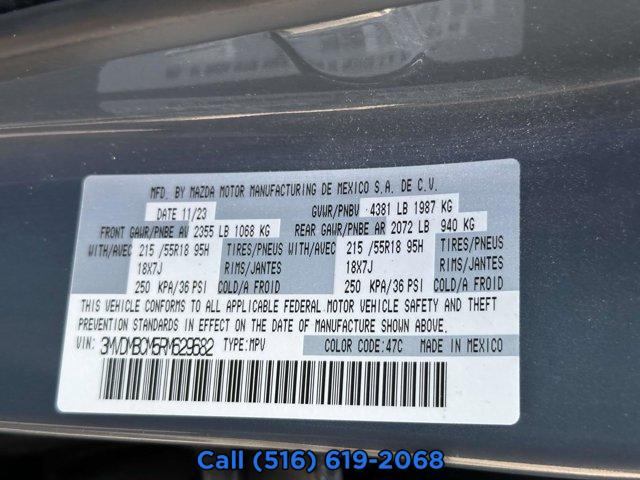 MFD. BY MAZDA MOTOR MANUFACTURING DE MEXICO S.A. DE C.V.
DATE 11/23 GVWR/PNBV 4381 LB 1987 KG
FRONT GAWR/PNBE AV 2355 LB 1068 KG REAR GAWR/PNBE AR 2072 LB 940 KG
WITH/AVEC 215 /55R18 95H TIRES/PNEUS WITH/AVEC 215 /55R18 95H TIRES/PNEUS
18X7J RIMS/JANTES 18X7J RIMS/JANTES
250 KPA/36 PSI COLD/A FROID 250 KPA/36 PSI COLD/A FROID
THIS VEHICLE CONFORMS TO ALL APPLICABLE FEDERAL MOTOR VEHICLE SAFETY AND THEFT
PREVENTION STANDARDS IN EFFECT ON THE DATE OF MANUFACTURE SHOWN ABOVE.
VIN: 3MVDMBCM5RM629682 TYPE:MPV COLOR CODE:47C MADE IN MEXICO
Call (516) 619-2068